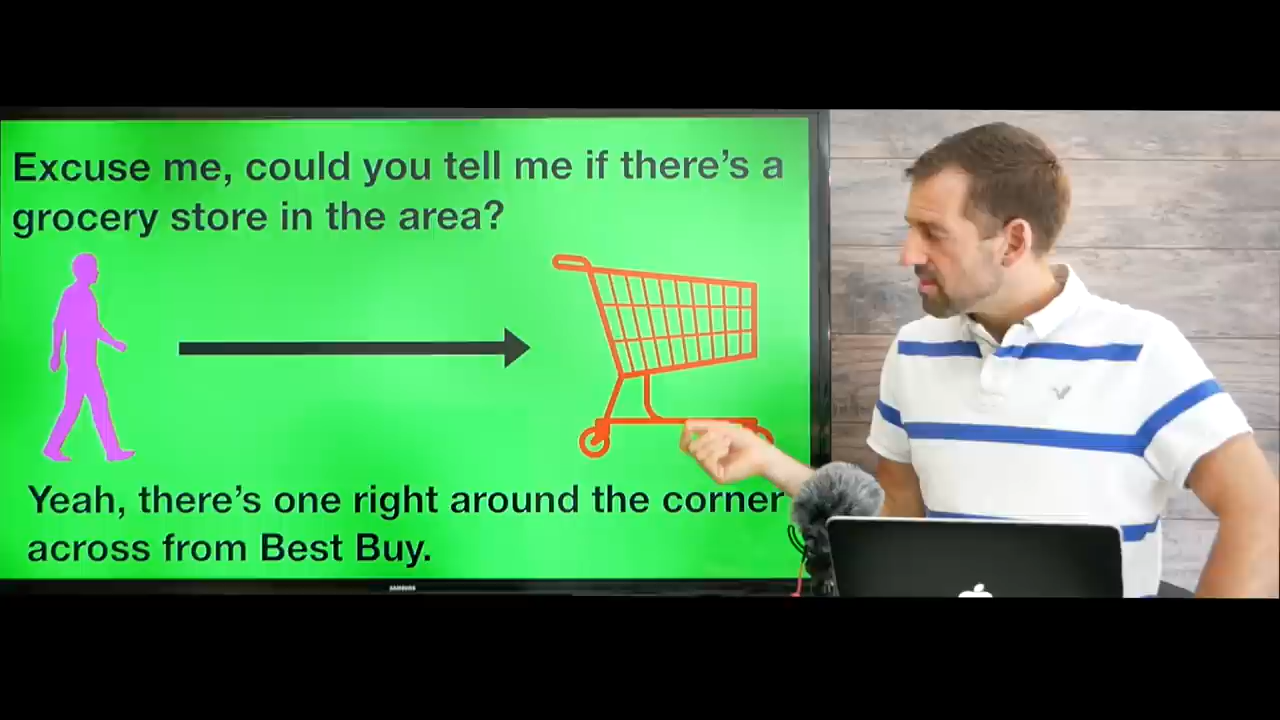 Excuse me, could you tell me if there's a
grocery store in the area?
Yeah, there's one right around the corner
across from Best Buy.
SAMSUNG